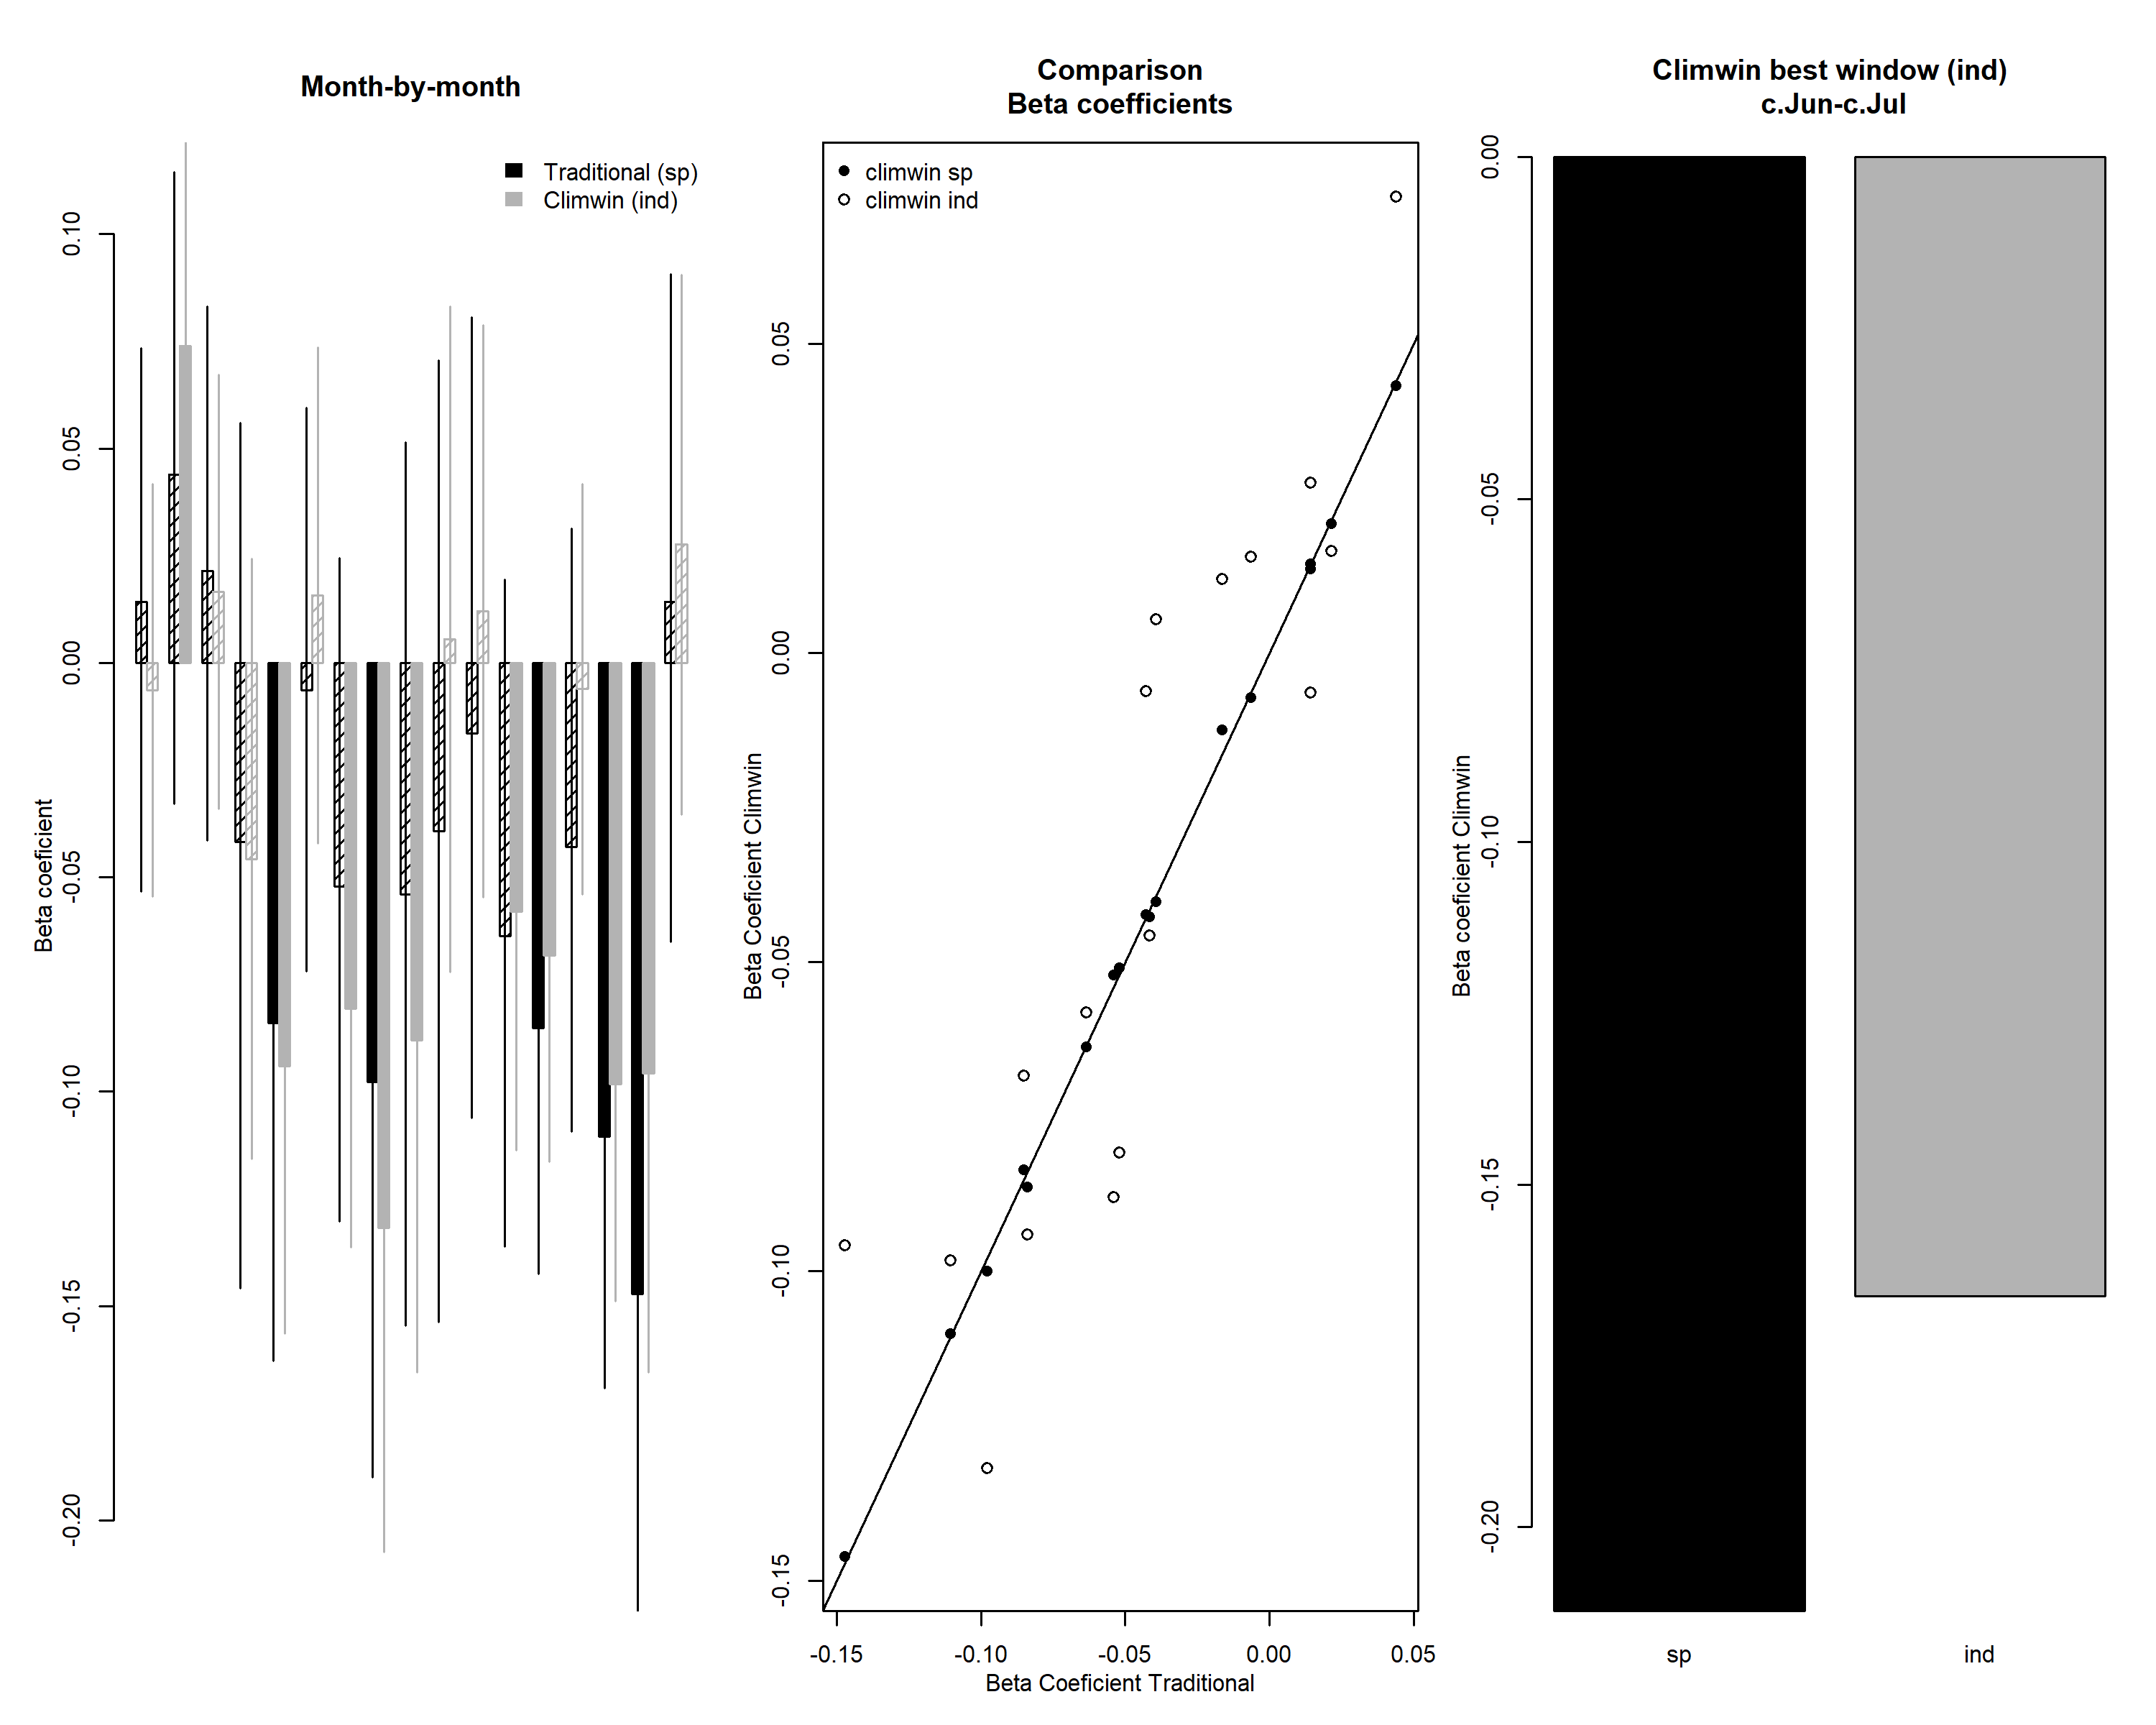 Month-by-month
Traditional (sp)
Climwin (ind)
0.10
0.05
0.00
-0.05
-0.10
-0.15
-0.20
Beta coeficient
Comparison
Beta coefficients
climwin sp
climwin ind
0.05
0.00
-0.05
-0.10
-0.15
Beta Coeficient Climwin
-0.15 -0.10 -0.05 0.00 0.05
Beta Coeficient Traditional
Climwin best window (ind)
c.Jun-c.Jul
0.00
-0.05
-0.10
-0.15
-0.20
Beta coeficient Climwin
sp ind